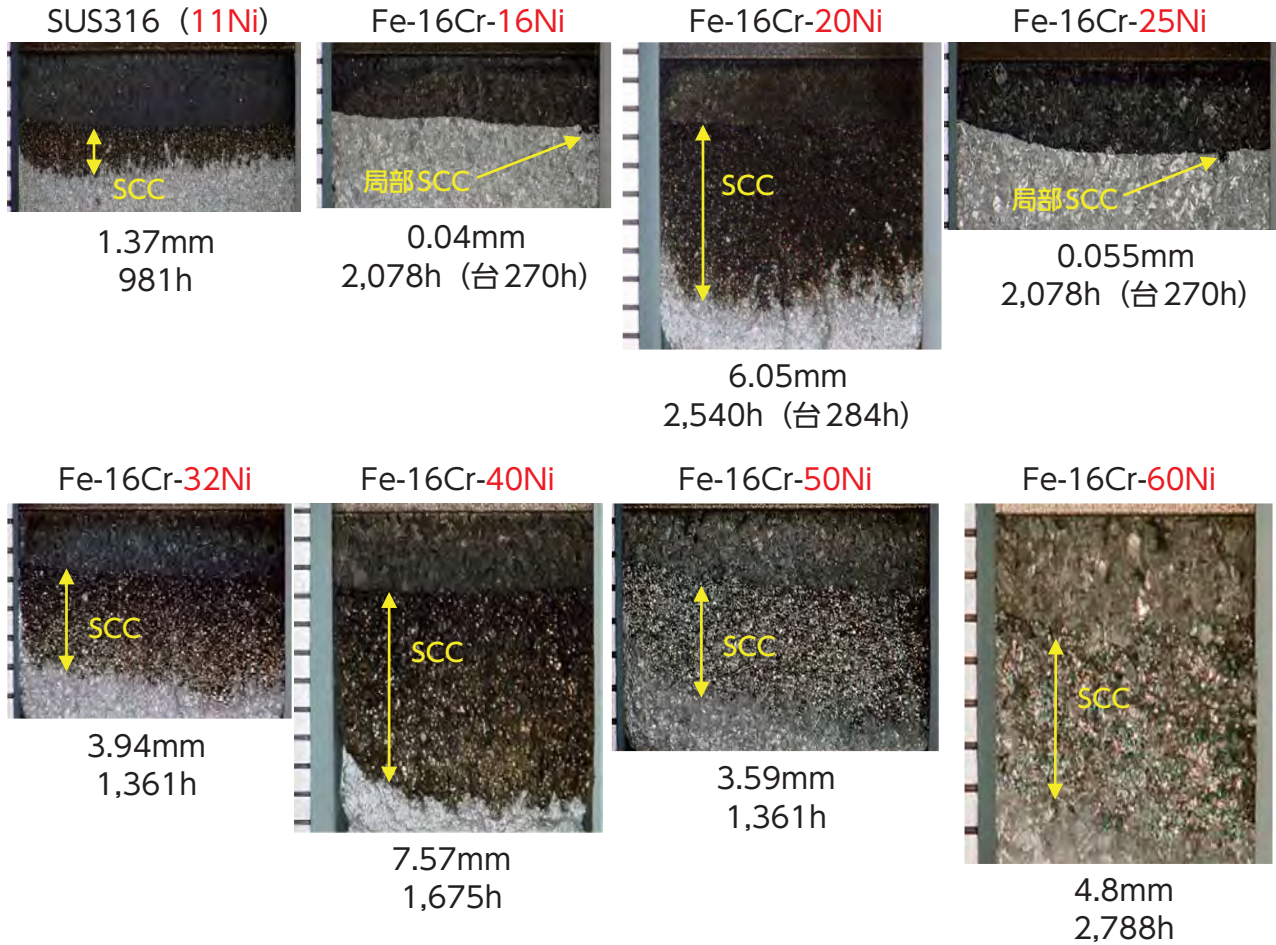 SUS316（11Ni）
SCC
1.37mm
981h
Fe-16Cr-16Ni
局部SCC
0.04mm
2,078h（台270h）
Fe-16Cr-20Ni
SCC
6.05mm
2,540h（台284h）
Fe-16Cr-25Ni
局部SCC
0.055mm
2,078h（台270h）
Fe-16Cr-32Ni
SCC
3.94mm
1,361h
Fe-16Cr-40Ni
SCC
7.57mm
1,675h
Fe-16Cr-50Ni
SCC
3.59mm
1,361h
Fe-16Cr-60Ni
SCC
4.8mm
2,788h